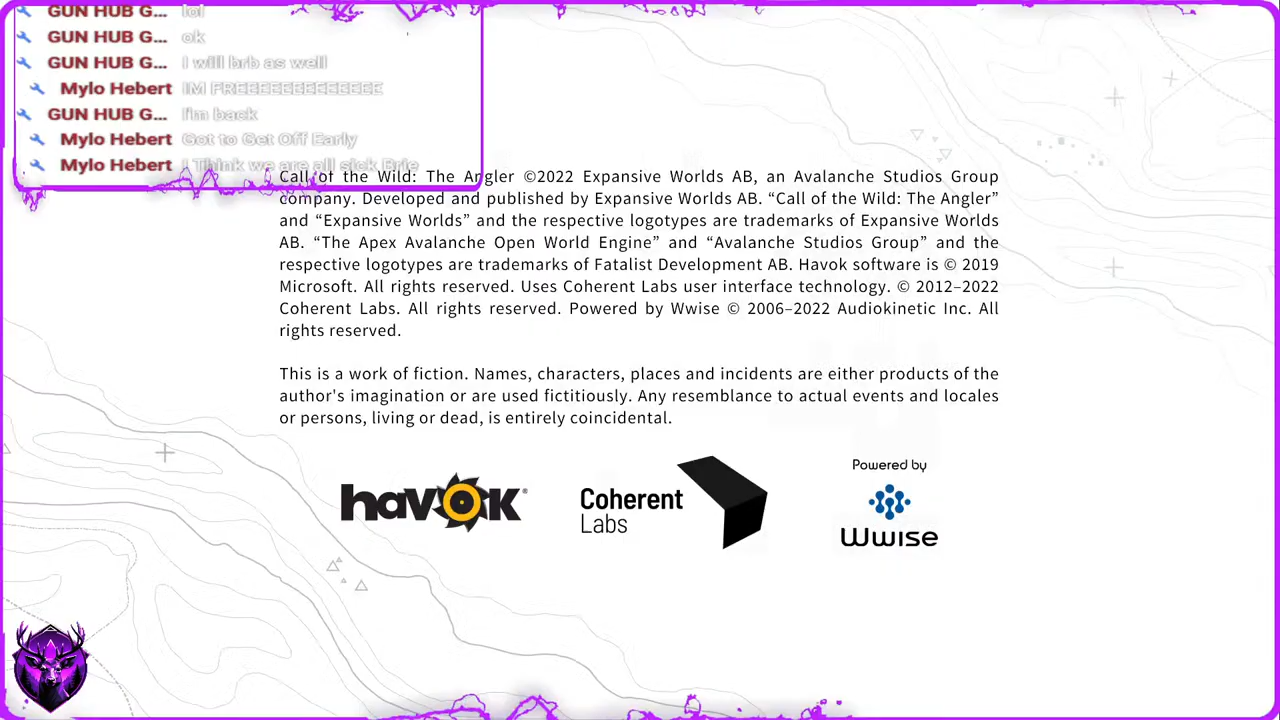 GUN HUB G... lol
GUN HUB G... ok
GUN HUB G... I will brb as well
Mylo Hebert IM FREEEEEEEEEEEEEE
GUN HUB G... I'm back
Mylo Hebert Got to Get Off Early
Mylo Hebert I Think we are all sick Brie
Call of the Wild: The Angler ©2022 Expansive Worlds AB, an Avalanche Studios Group
company. Developed and published by Expansive Worlds AB. “Call of the Wild: The Angler”
and “Expansive Worlds” and the respective logotypes are trademarks of Expansive Worlds
AB. “The Apex Avalanche Open World Engine” and “Avalanche Studios Group” and the
respective logotypes are trademarks of Fatalist Development AB. Havok software is © 2019
Microsoft. All rights reserved. Uses Coherent Labs user interface technology. © 2012–2022
Coherent Labs. All rights reserved. Powered by Wwise © 2006–2022 Audiokinetic Inc. All
rights reserved.
This is a work of fiction. Names, characters, places and incidents are either products of the
author's imagination or are used fictitiously. Any resemblance to actual events and locales
or persons, living or dead, is entirely coincidental.
havok®
Coherent
Labs
Powered by
Wwise